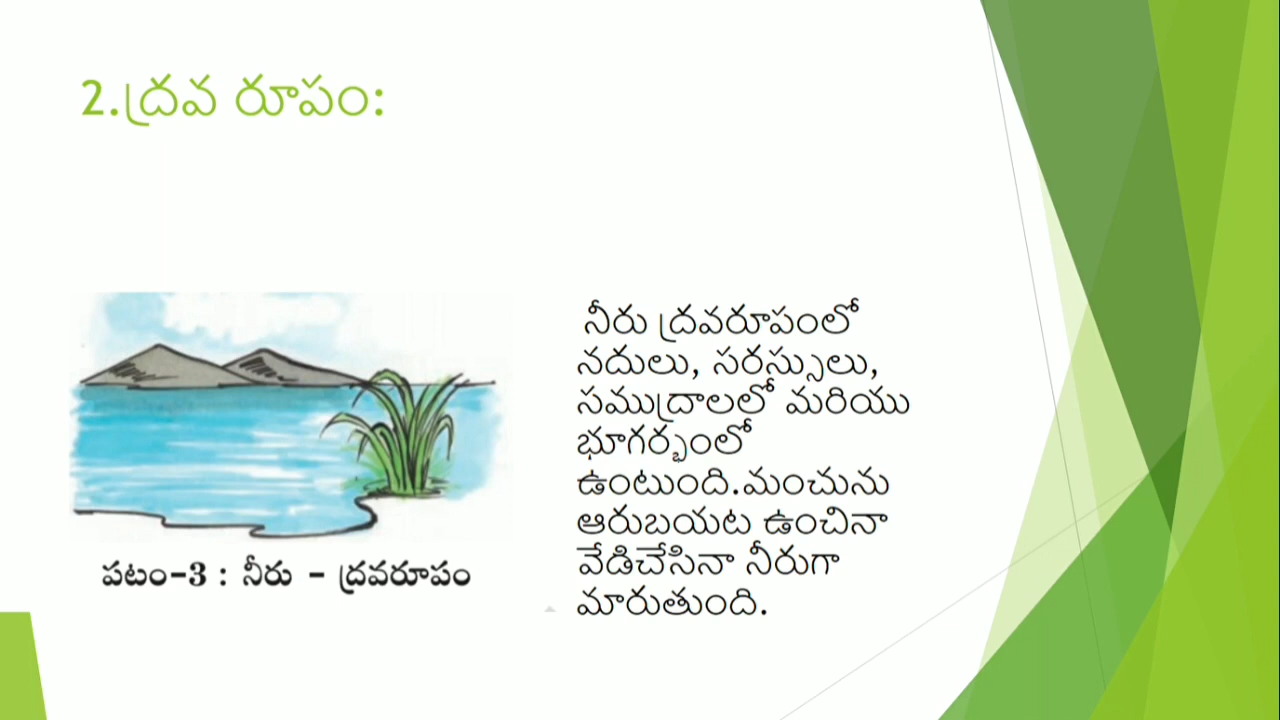 2.ద్రవ రూపం:
నీరు ద్రవరూపంలో
నదులు, సరస్సులు,
సముద్రాలలో మరియు
భూగర్భంలో
ఉంటుంది.మంచును
ఆరుబయట ఉంచినా
వేడిచేసినా నీరుగా
మారుతుంది.
పటం-3 : నీరు - ద్రవరూపం